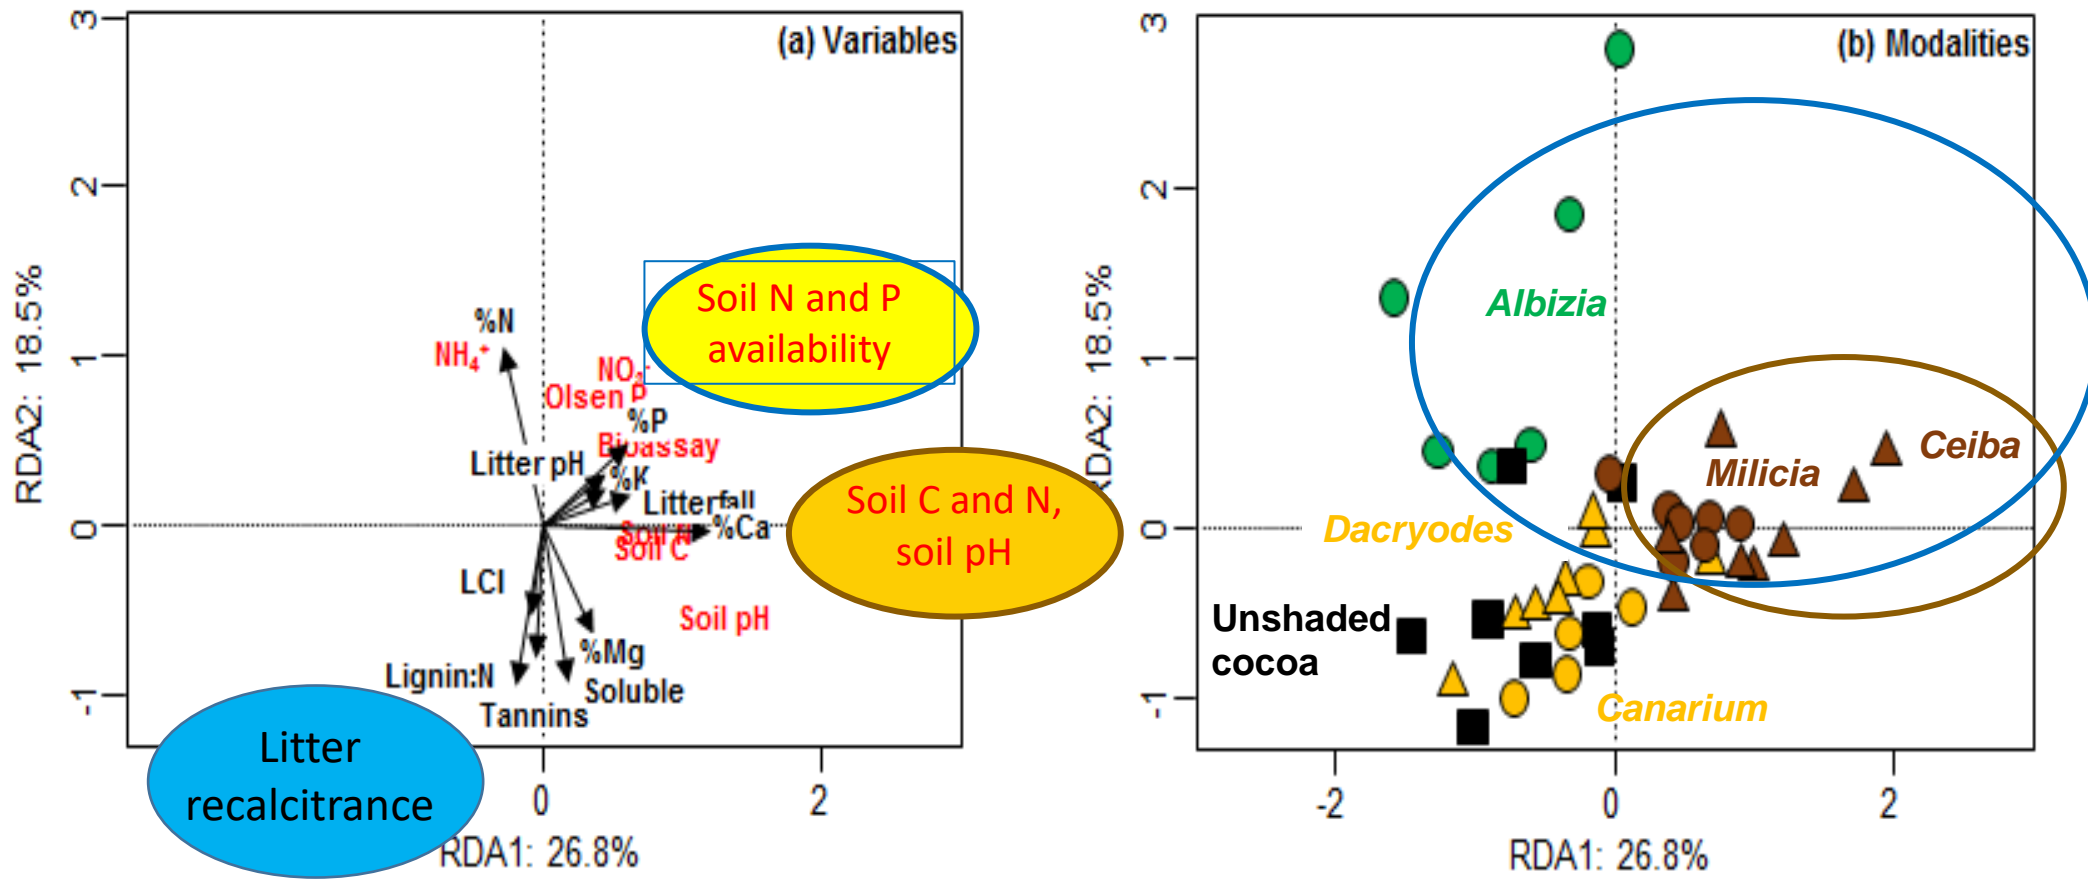 3
(a) Variables
2
1
0
-1
RDA2: 18.5%
Soil N and P
availability
%N
NH₄⁺
NO₃⁻
Olsen P
%P
Bioassay
Litter pH
%K
Litterfall
%Ca
Soil N
Soil C
Soil C and N,
soil pH
LCI
Soil pH
%Mg
Lignin:N
Soluble
Tannins
Litter
recalcitrance
0
2
RDA1: 26.8%
3
(b) Modalities
2
1
0
-1
RDA2: 18.5%
Albizia
Ceiba
Milicia
Dacryodes
Unshaded
cocoa
Canarium
-2
0
2
RDA1: 26.8%